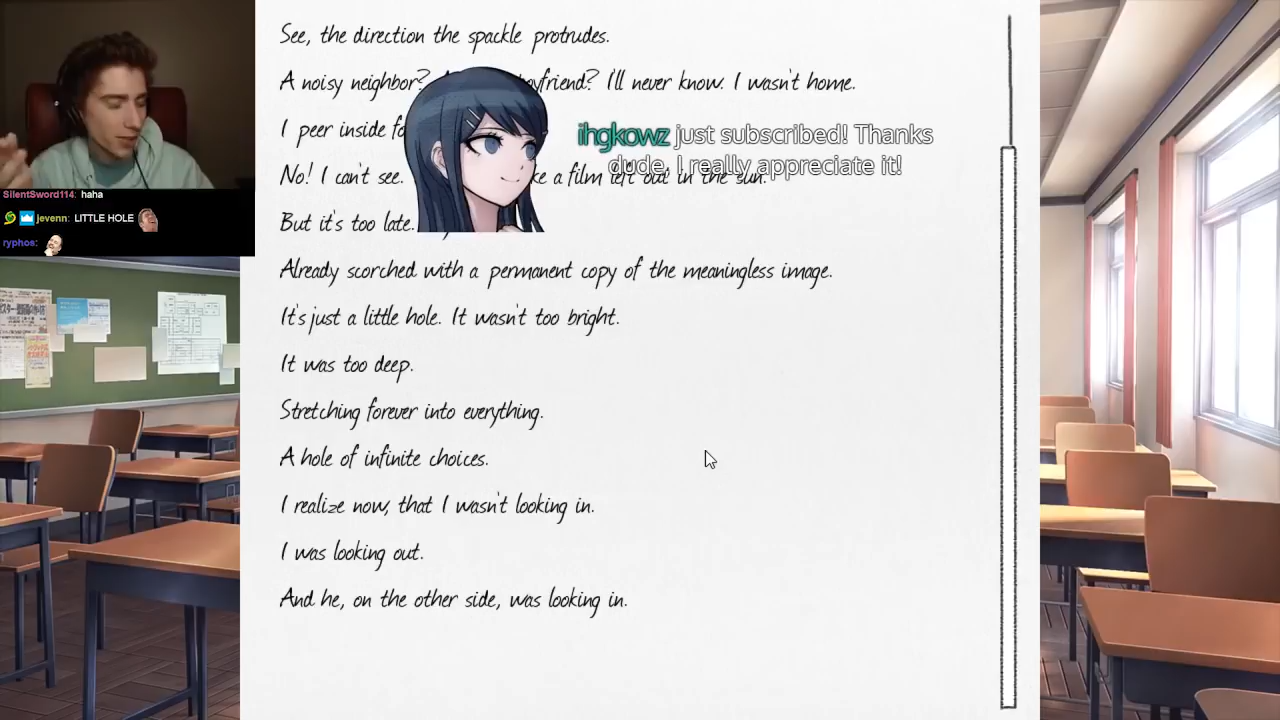 See, the direction the spackle protrudes.
A noisy neighbor? boyfriend? I'll never know. I wasn't home.
I peer inside
No! I can't see. a film left out in the sun.
But it's too late.
Already scorched with a permanent copy of the meaningless image.
It's just a little hole. It wasn't too bright.
It was too deep.
Stretching forever into everything.
A hole of infinite choices.
I realize now, that I wasn't looking in.
I was looking out.
And he, on the other side, was looking in.
ihgkowz just subscribed! Thanks
dude, I really appreciate it!
SilentSword114: haha
jevenn: LITTLE HOLE
ryphos: